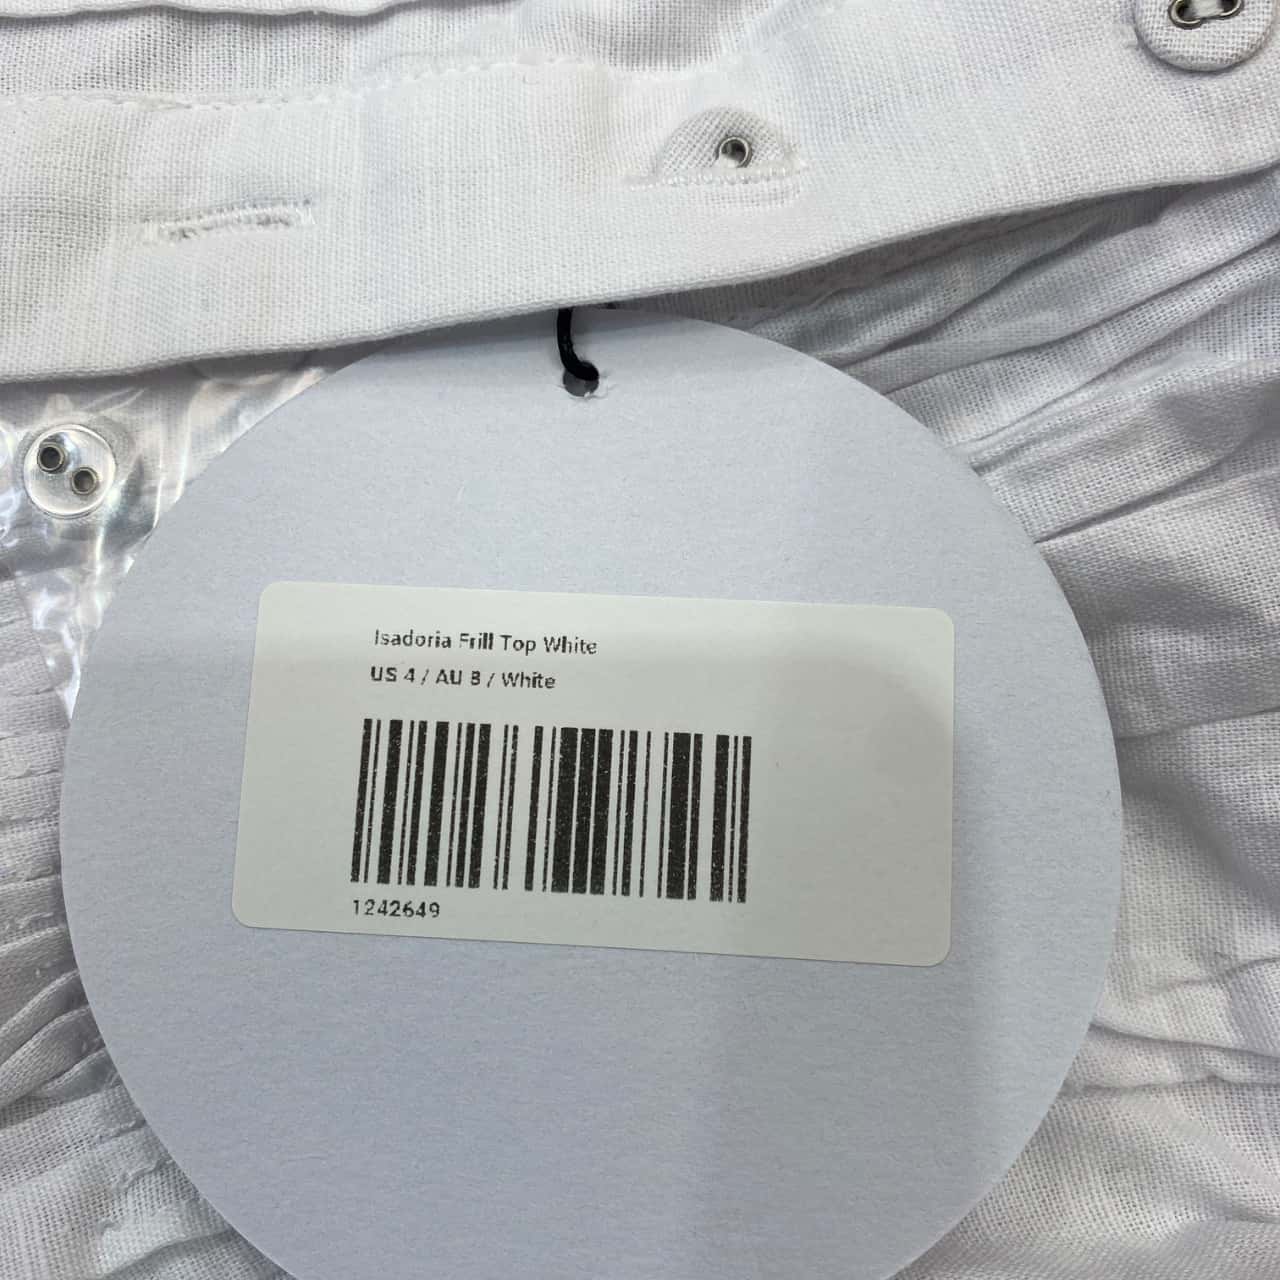 Isadoria Frill Top White
US 4 / AU 8 / White
1242649